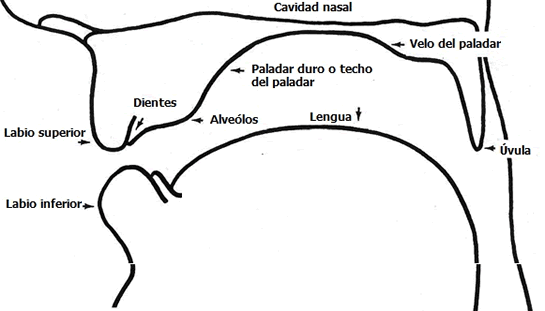 Cavidad nasal
Velo del paladar
Paladar duro o techo
del paladar
Dientes
Alveólos
Lengua
Labio superior
Úvula
Labio inferior